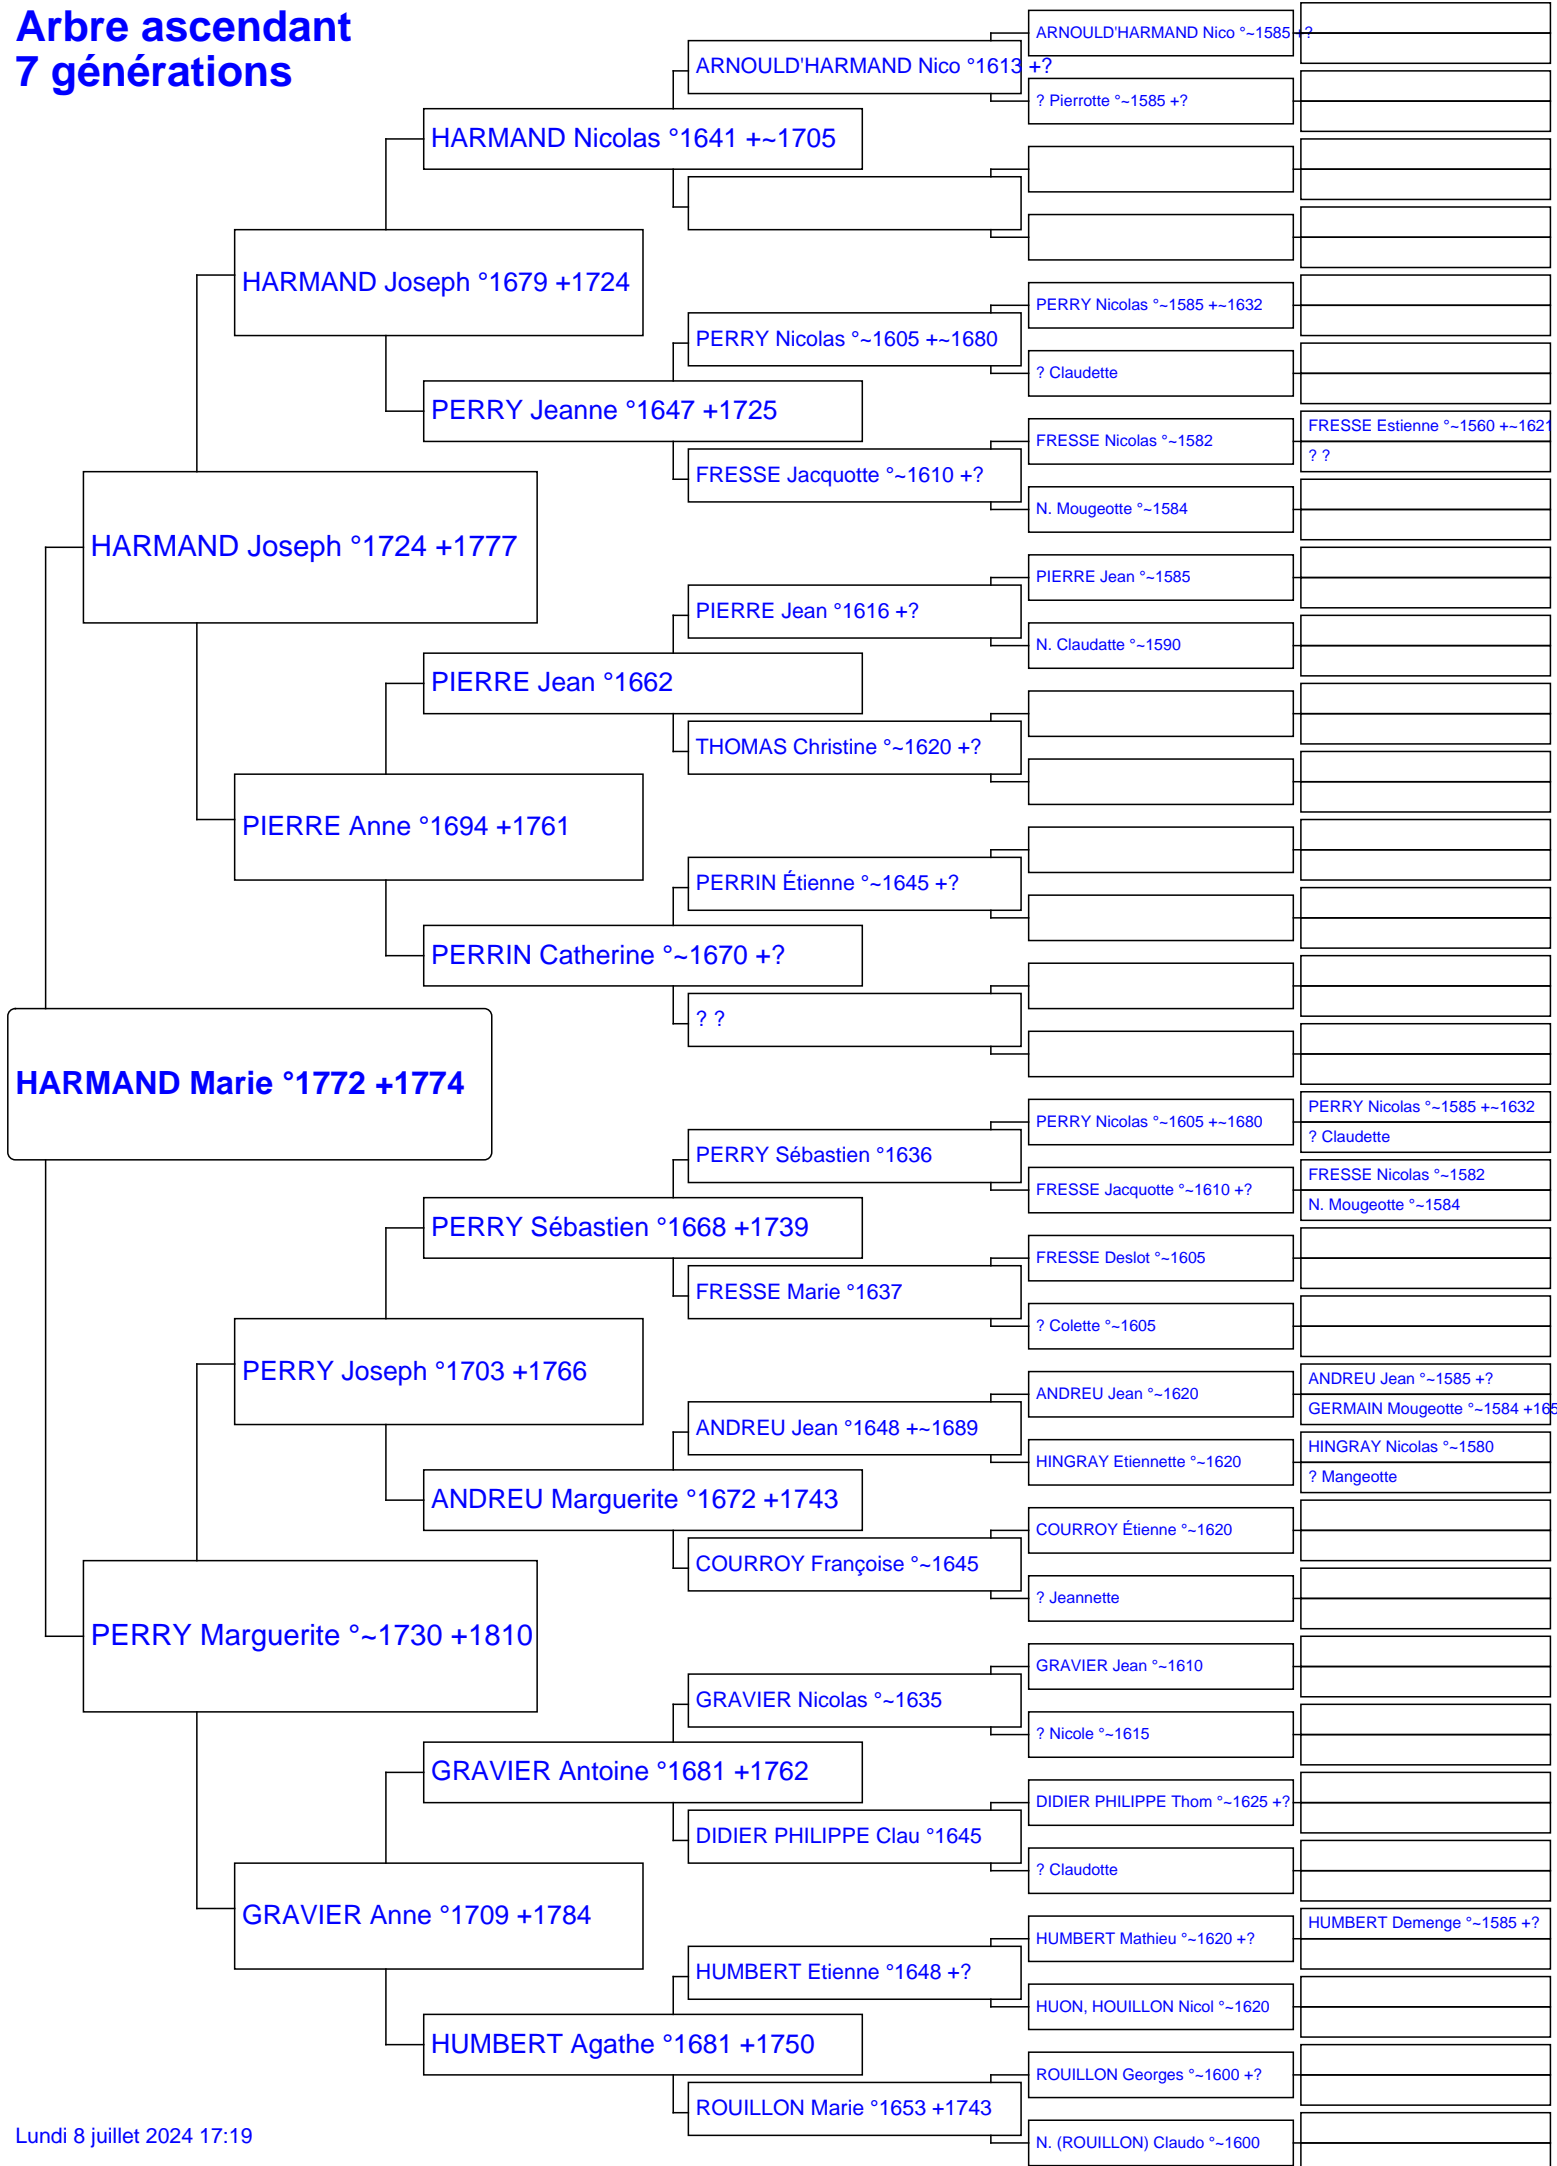 Arbre ascendant
7 générations
ARNOULD'HARMAND Nico °~1585 +?
ARNOULD'HARMAND Nico °1613 +?
? Pierrotte °~1585 +?
HARMAND Nicolas °1641 +~1705
HARMAND Joseph °1679 +1724
PERRY Nicolas °~1585 +~1632
PERRY Nicolas °~1605 +~1680
? Claudette
PERRY Jeanne °1647 +1725
FRESSE Estienne °~1560 +~1621
FRESSE Nicolas °~1582
? ?
FRESSE Jacquotte °~1610 +?
N. Mougeotte °~1584
HARMAND Joseph °1724 +1777
PIERRE Jean °~1585
PIERRE Jean °1616 +?
N. Claudatte °~1590
PIERRE Jean °1662
THOMAS Christine °~1620 +?
PIERRE Anne °1694 +1761
PERRIN Étienne °~1645 +?
PERRIN Catherine °~1670 +?
? ?
HARMAND Marie °1772 +1774
PERRY Nicolas °~1585 +~1632
PERRY Nicolas °~1605 +~1680
? Claudette
PERRY Sébastien °1636
FRESSE Nicolas °~1582
FRESSE Jacquotte °~1610 +?
N. Mougeotte °~1584
PERRY Sébastien °1668 +1739
FRESSE Deslot °~1605
FRESSE Marie °1637
? Colette °~1605
PERRY Joseph °1703 +1766
ANDREU Jean °~1585 +?
ANDREU Jean °~1620
GERMAIN Mougeotte °~1584 +165
ANDREU Jean °1648 +~1689
HINGRAY Nicolas °~1580
HINGRAY Etiennette °~1620
? Mangeotte
ANDREU Marguerite °1672 +1743
COURROY Étienne °~1620
COURROY Françoise °~1645
? Jeannette
PERRY Marguerite °~1730 +1810
GRAVIER Jean °~1610
GRAVIER Nicolas °~1635
? Nicole °~1615
GRAVIER Antoine °1681 +1762
DIDIER PHILIPPE Thom °~1625 +?
DIDIER PHILIPPE Clau °1645
? Claudotte
GRAVIER Anne °1709 +1784
HUMBERT Demenge °~1585 +?
HUMBERT Mathieu °~1620 +?
HUMBERT Etienne °1648 +?
HUON, HOUILLON Nicol °~1620
HUMBERT Agathe °1681 +1750
ROUILLON Georges °~1600 +?
ROUILLON Marie °1653 +1743
N. (ROUILLON) Claudo °~1600
Lundi 8 juillet 2024 17:19